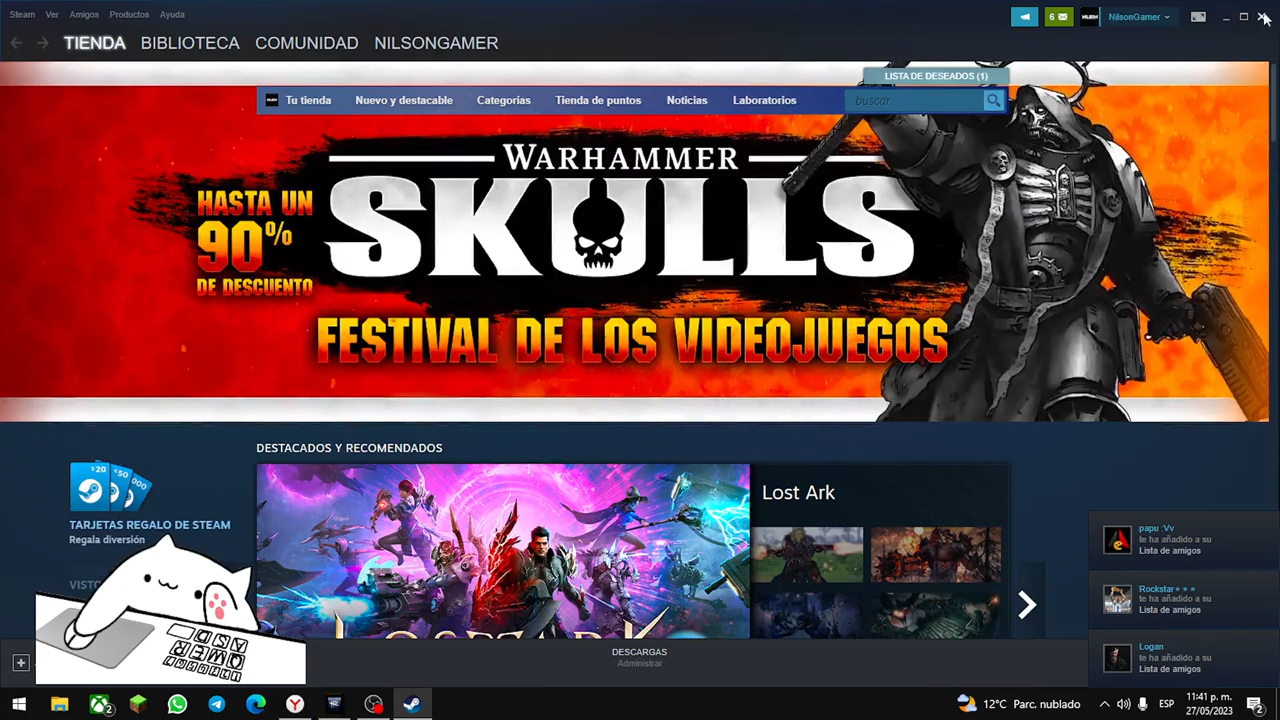 Steam Ver Amigos Productos Ayuda
6 NilsonGamer
TIENDA BIBLIOTECA COMUNIDAD NILSONGAMER
LISTA DE DESEADOS (1)
Tu tienda Nuevo y destacable Categorías Tienda de puntos Noticias Laboratorios buscar
WARHAMMER
SKULLS
HASTA UN
90%
DE DESCUENTO
FESTIVAL DE LOS VIDEOJUEGOS
DESTACADOS Y RECOMENDADOS
TARJETAS REGALO DE STEAM
Regala diversión
VISTO
LOST ARK
Lost Ark
papu :Vv
te ha añadido a su
Lista de amigos
Rockstar★★★
te ha añadido a su
Lista de amigos
Logan
te ha añadido a su
Lista de amigos
DESCARGAS
Administrar
12°C Parc. nublado
ESP
11:41 p. m.
27/05/2023